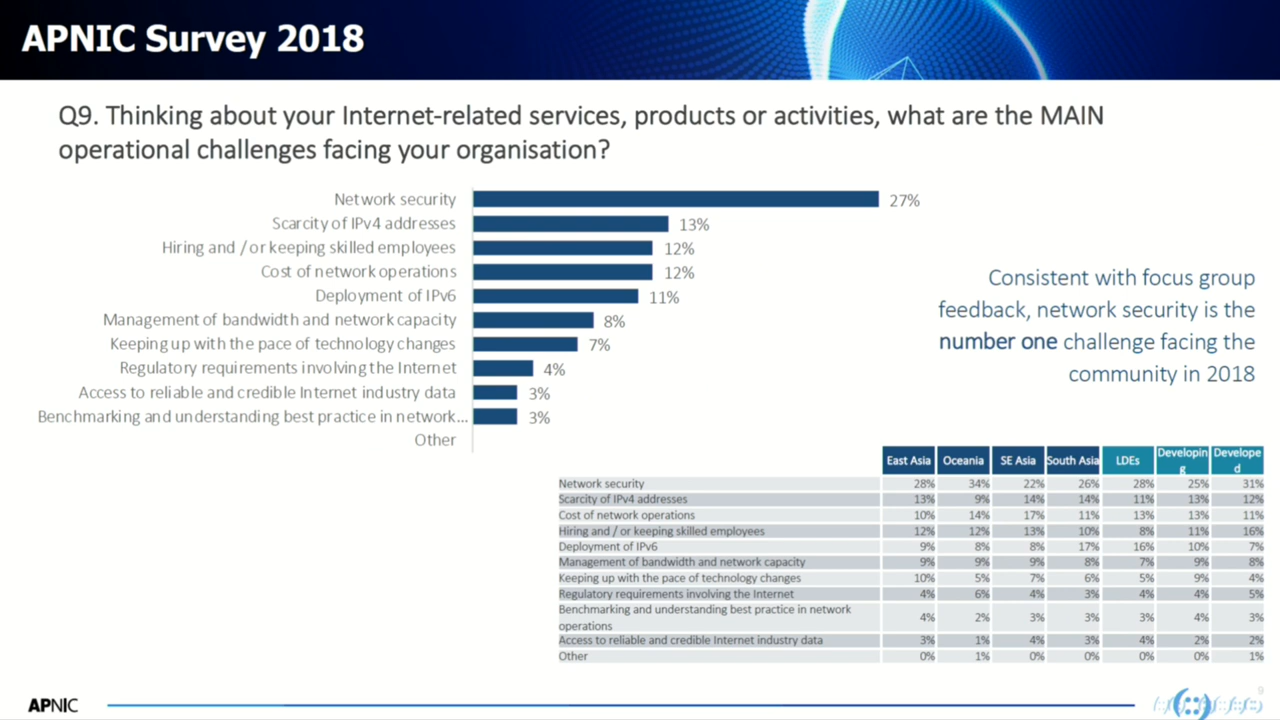 APNIC Survey 2018
Q9. Thinking about your Internet-related services, products or activities, what are the MAIN
operational challenges facing your organisation?
Network security 27%
Scarcity of IPv4 addresses 13%
Hiring and / or keeping skilled employees 12%
Cost of network operations 12%
Deployment of IPv6 11%
Management of bandwidth and network capacity 8%
Keeping up with the pace of technology changes 7%
Regulatory requirements involving the Internet 4%
Access to reliable and credible Internet industry data 3%
Benchmarking and understanding best practice in network... 3%
Other
Consistent with focus group
feedback, network security is the
number one challenge facing the
community in 2018
East Asia Oceania SE Asia South Asia LDEs Developin Develope
g d
Network security 28% 34% 22% 26% 28% 25% 31%
Scarcity of IPv4 addresses 13% 9% 14% 14% 11% 13% 12%
Cost of network operations 10% 14% 17% 11% 13% 13% 11%
Hiring and / or keeping skilled employees 12% 12% 13% 10% 8% 11% 16%
Deployment of IPv6 9% 8% 8% 17% 16% 10% 7%
Management of bandwidth and network capacity 9% 9% 9% 8% 7% 9% 8%
Keeping up with the pace of technology changes 10% 5% 7% 6% 5% 9% 4%
Regulatory requirements involving the Internet 4% 6% 4% 3% 4% 4% 5%
Benchmarking and understanding best practice in network
operations 4% 2% 3% 3% 3% 4% 3%
Access to reliable and credible Internet industry data 3% 1% 4% 3% 4% 2% 2%
Other 0% 1% 0% 0% 0% 0% 1%
9
APNIC